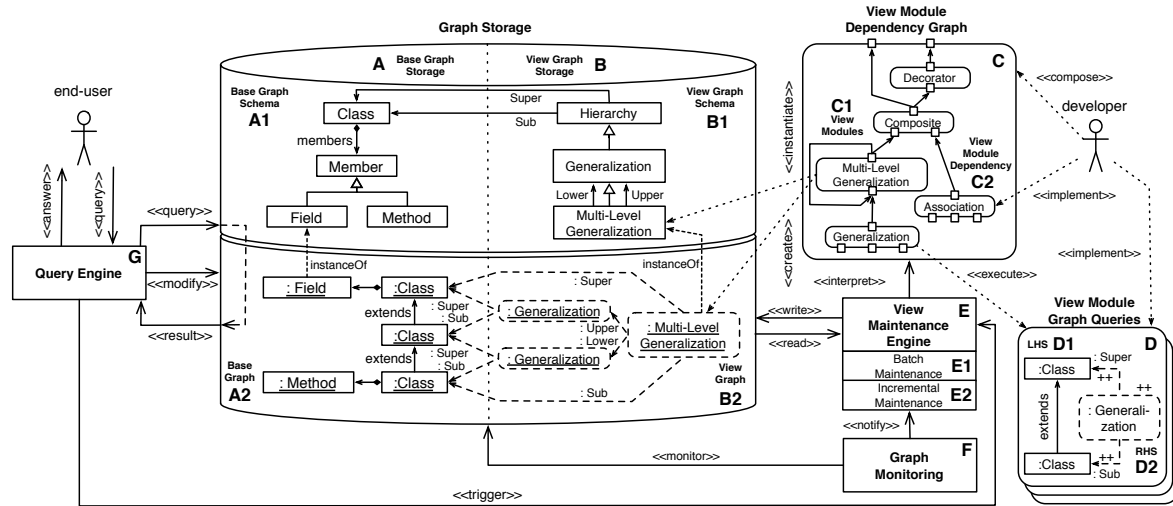 Graph Storage
A
Base Graph
Storage
View Graph
Storage
B
Base Graph
Schema
A1
Class
members
Member
Field
Method
Super
Sub
Hierarchy
Generalization
Lower
Upper
Multi-Level
Generalization
View Graph
Schema
B1
instanceOf
instanceOf
: Field
: Class
extends
: Class
extends
: Method
: Class
: Super
: Super
: Sub
: Generalization
: Upper
: Lower
: Super
: Sub
: Generalization
: Multi-Level
Generalization
: Sub
Base
Graph
A2
View
Graph
B2
end-user
<<answer>>
<<query>>
G
Query Engine
<<query>>
<<modify>>
<<result>>
<<trigger>>
<<monitor>>
<<write>>
<<read>>
<<instantiate>>
<<create>>
View Module
Dependency Graph
C
Decorator
C1
View
Modules
Composite
View Module
Dependency
C2
Multi-Level
Generalization
Association
Generalization
<<interpret>>
<<execute>>
E
View
Maintenance
Engine
Batch
Maintenance
E1
Incremental
Maintenance
E2
<<notify>>
F
Graph
Monitoring
developer
<<compose>>
<<implement>>
<<implement>>
View Module
Graph Queries
LHS
D1
D
: Super
:Class
++
++
extends
: Generali-
zation
:Class
++
: Sub
RHS
D2